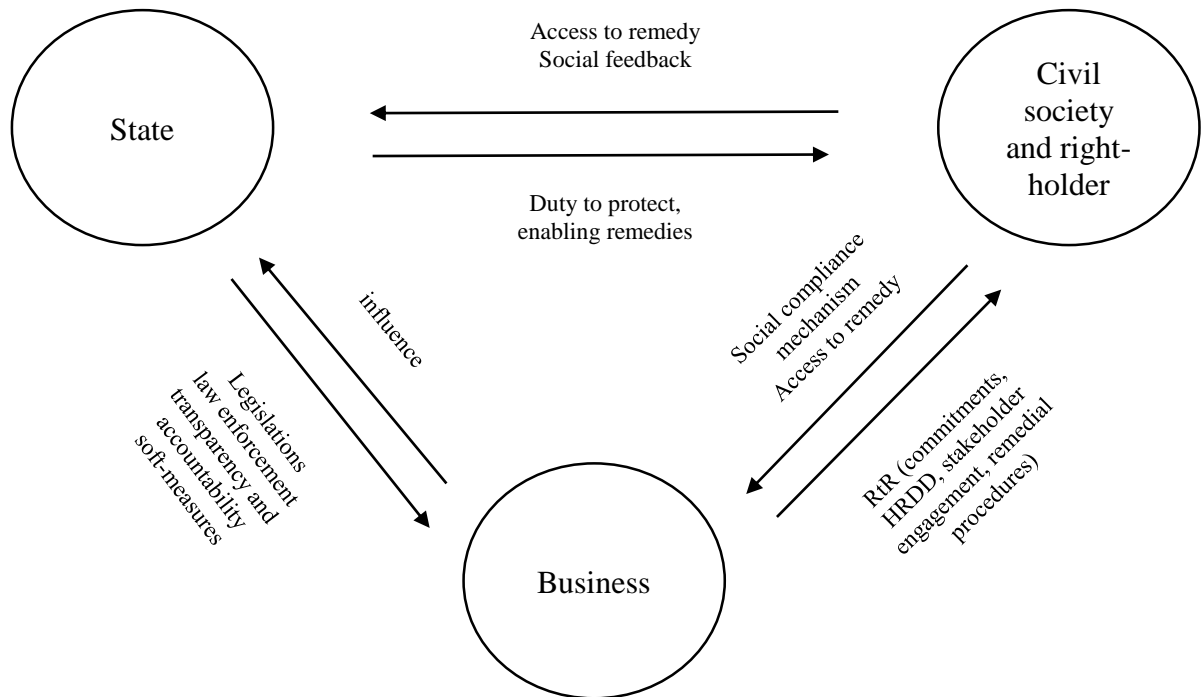 Access to remedy
Social feedback
State
Civil
society
and right-
holder
Duty to protect,
enabling remedies
influence
Legislations
law enforcement
transparency and
accountability
soft-measures
Social compliance
mechanism
Access to remedy
RtR (commitments,
HRDD, stakeholder
engagement, remedial
procedures)
Business